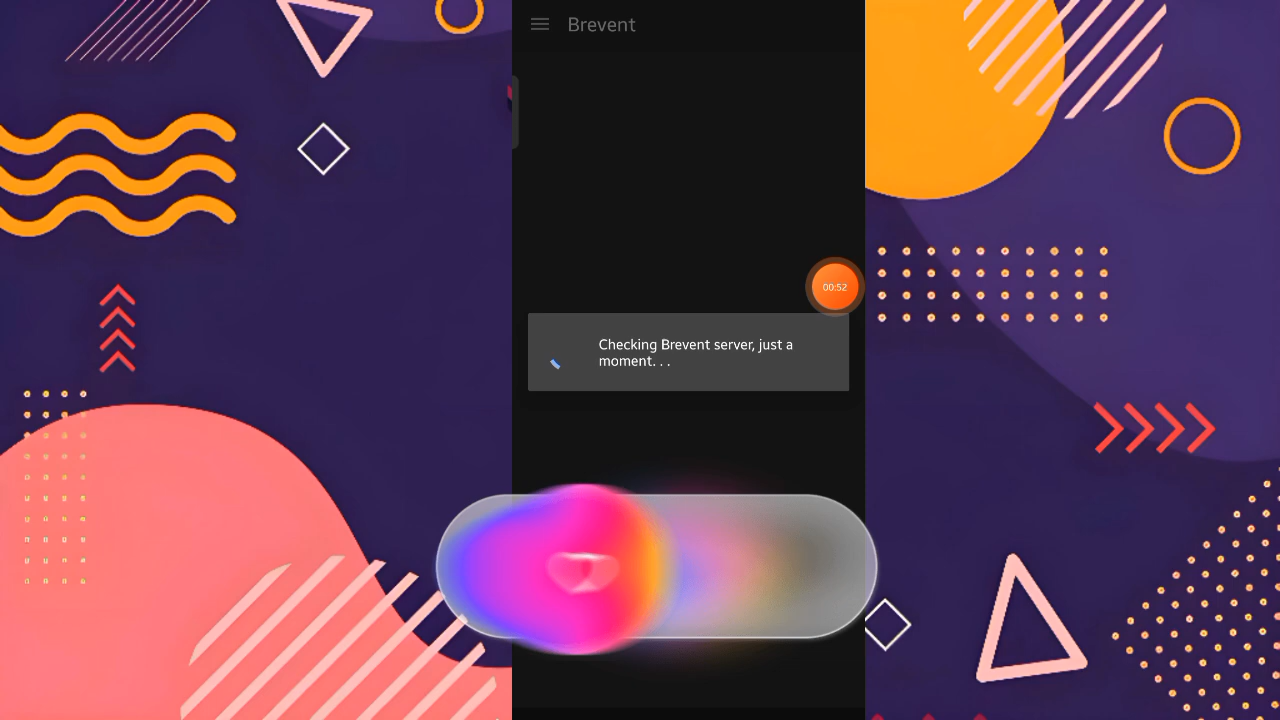 Brevent
00:52
Checking Brevent server, just a
moment. . .